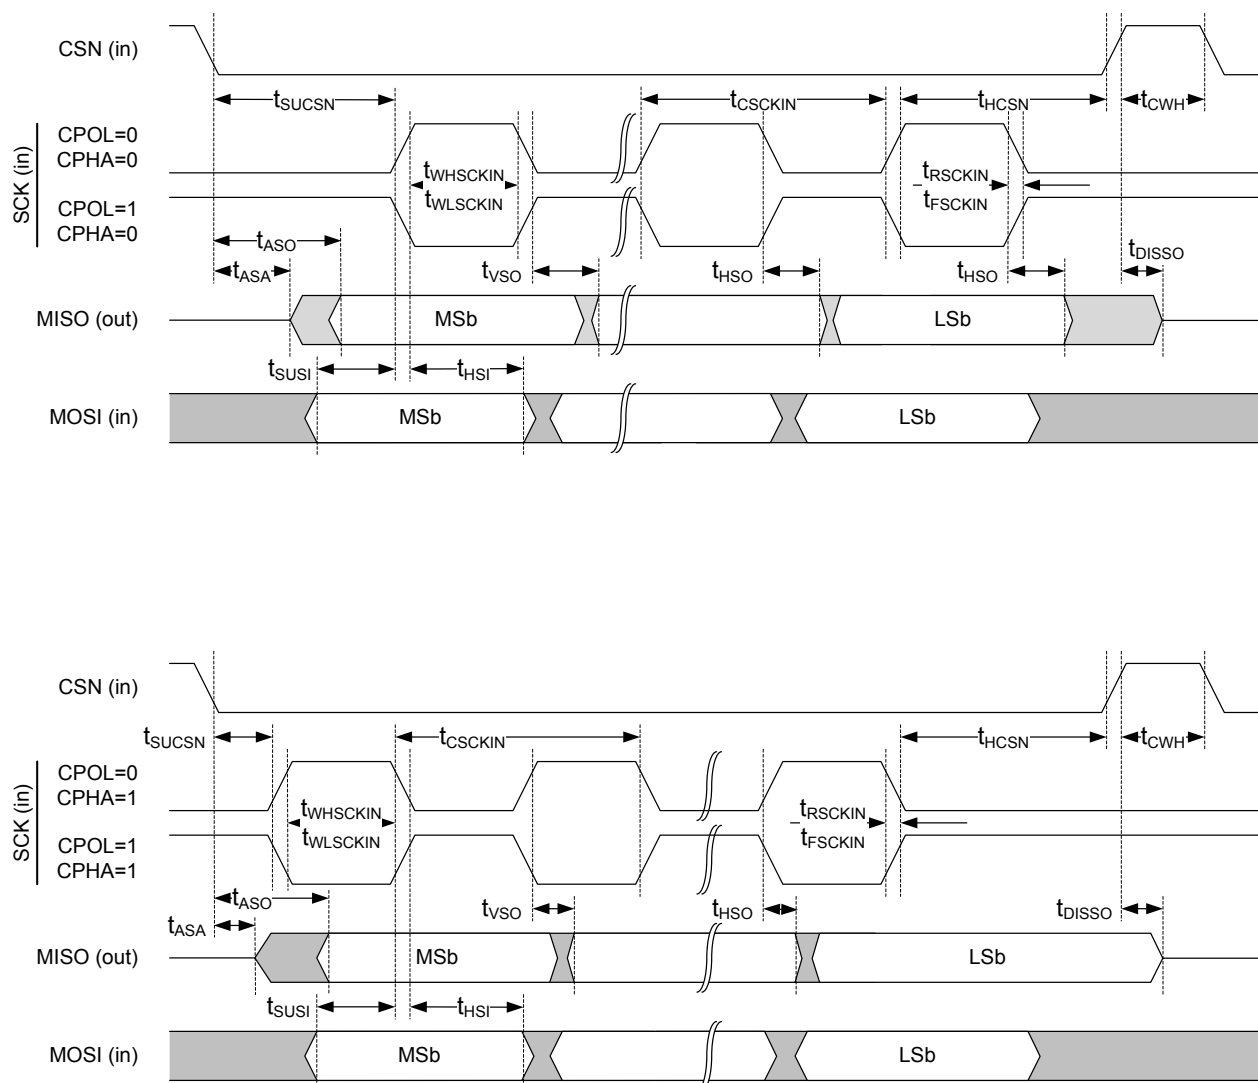 CSN (in)
tSUCSN
tCSCKIN
tHCSN
tCWH
SCK (in)
CPOL=0
CPHA=0
tWHSCKIN
tRSCKIN
CPOL=1
CPHA=0
tWLSCKIN
tFSCKIN
tASO
tASA
tVSO
tHSO
tHSO
tDISSO
MISO (out)
MSb
LSb
tSUSI
tHSI
MOSI (in)
MSb
LSb
CSN (in)
tSUCSN
tCSCKIN
tHCSN
tCWH
SCK (in)
CPOL=0
CPHA=1
tWHSCKIN
tRSCKIN
CPOL=1
CPHA=1
tWLSCKIN
tFSCKIN
tASO
tASA
tVSO
tHSO
tDISSO
MISO (out)
MSb
LSb
tSUSI
tHSI
MOSI (in)
MSb
LSb